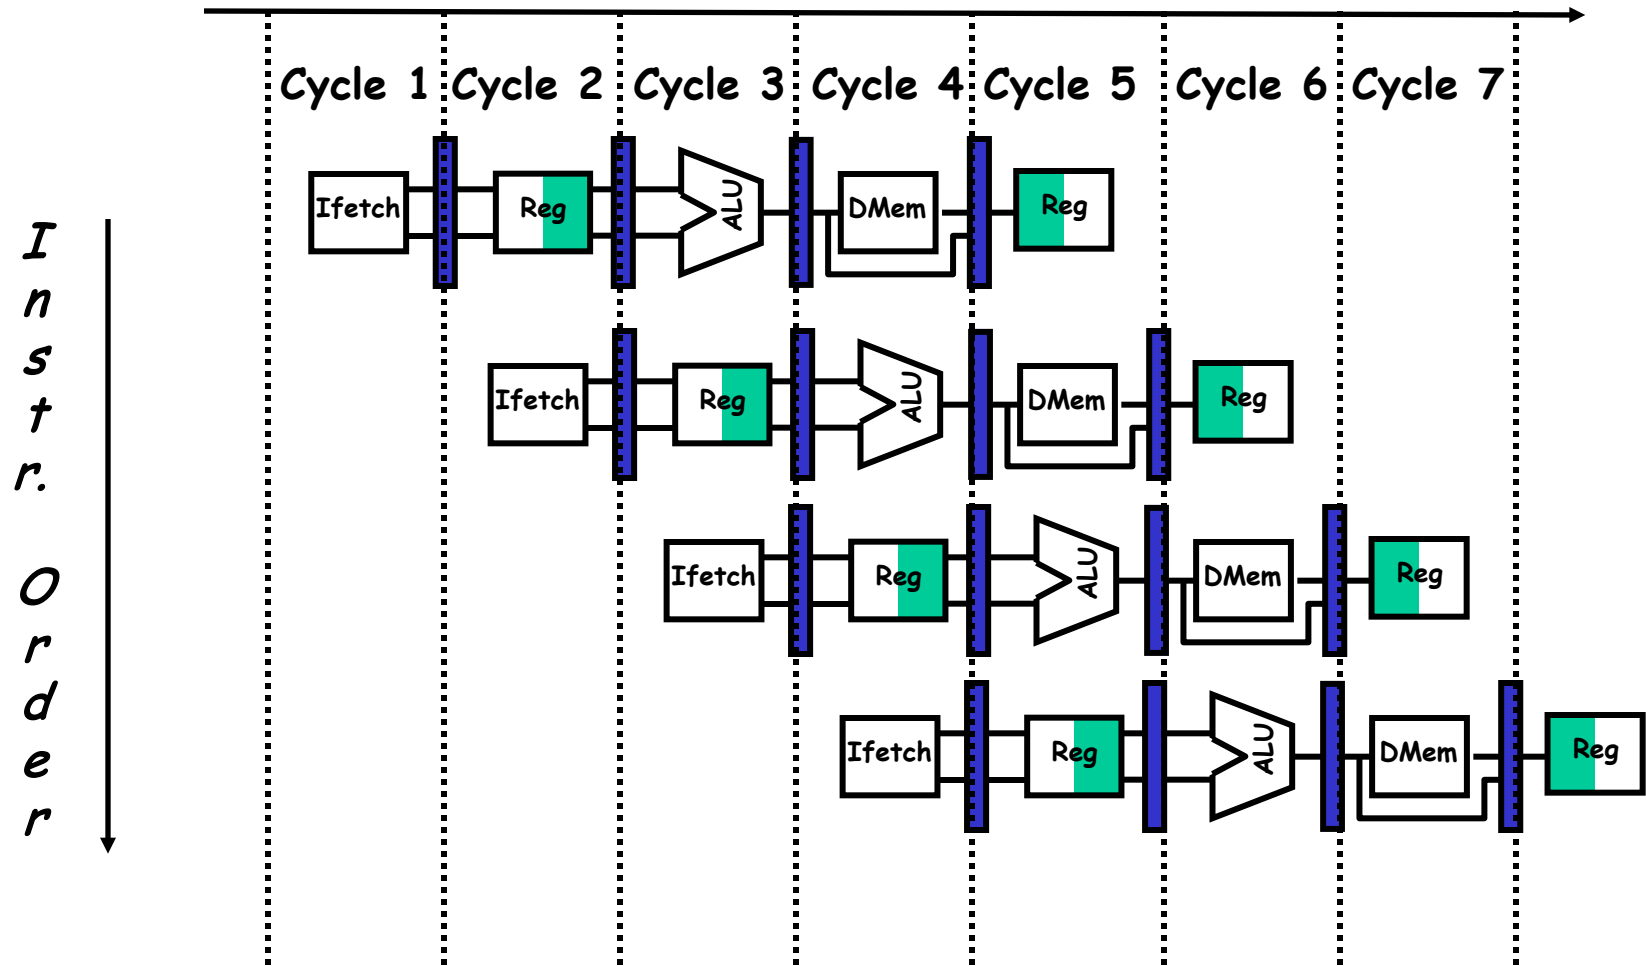 Cycle 1 Cycle 2 Cycle 3 Cycle 4 Cycle 5 Cycle 6 Cycle 7
Instr. Order
Ifetch Reg ALU DMem Reg
Ifetch Reg ALU DMem Reg
Ifetch Reg ALU DMem Reg
Ifetch Reg ALU DMem Reg